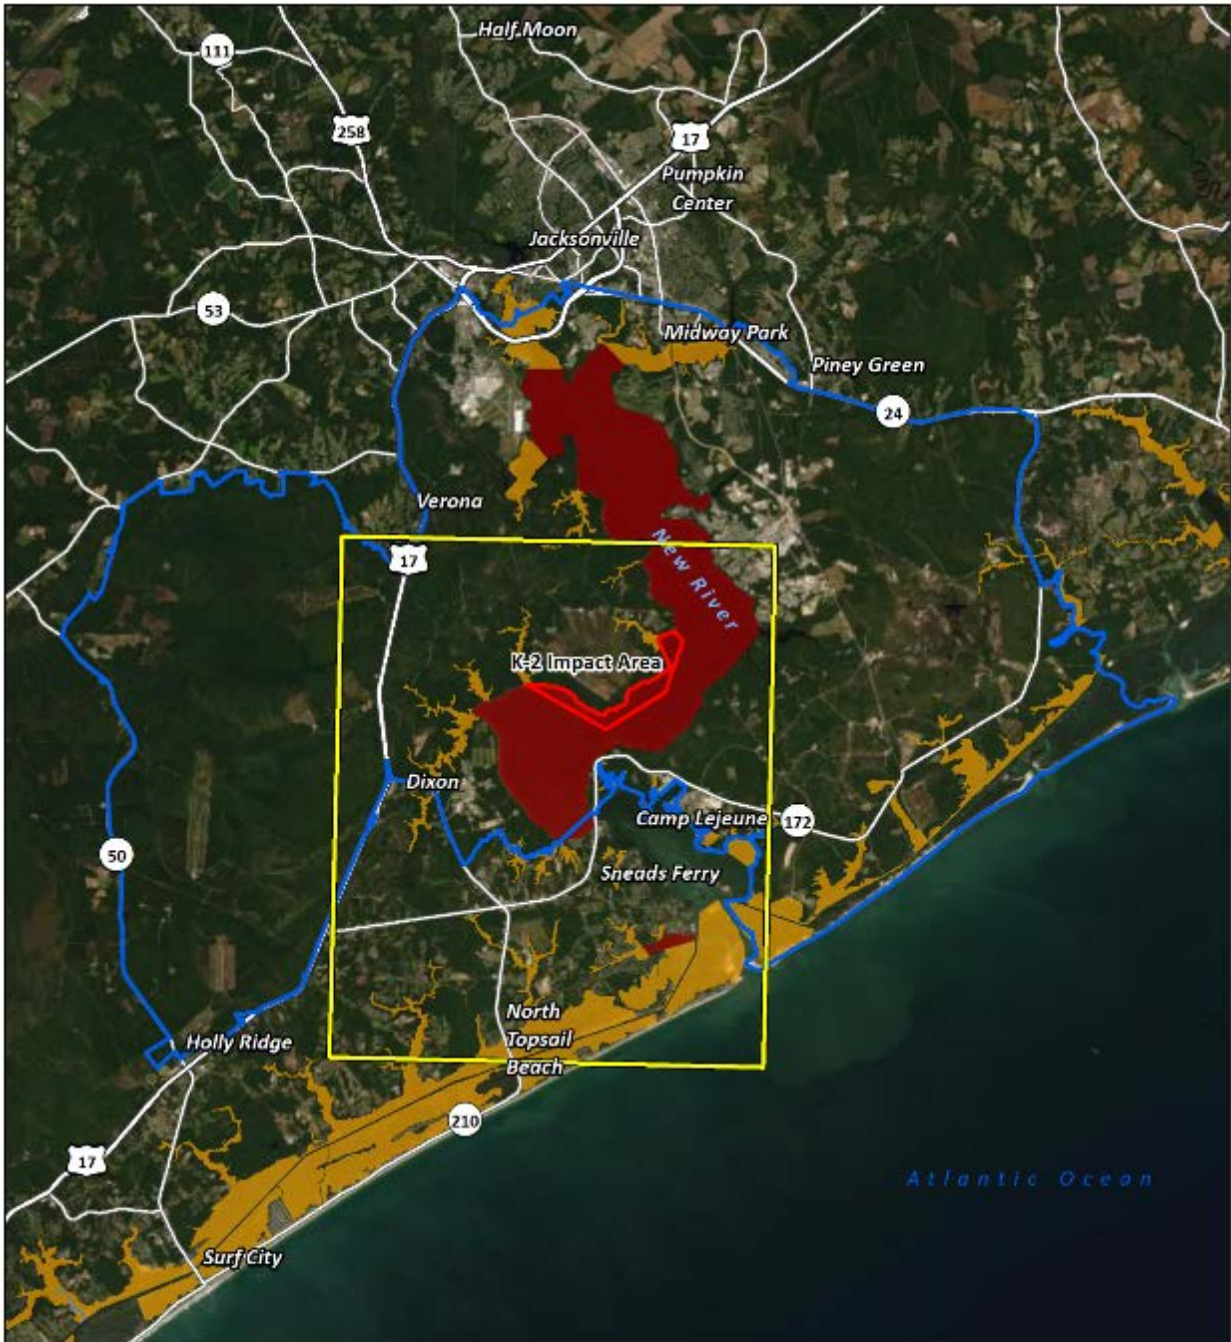 Half Moon
111
258
17
Pumpkin
Center
Jacksonville
53
Midway Park
Piney Green
24
Verona
17
New River
K-2 Impact Area
Dixon
Camp Lejeune
172
50
Sneads Ferry
North
Topsail
Beach
Holly Ridge
210
17
Atlantic Ocean
Surf City